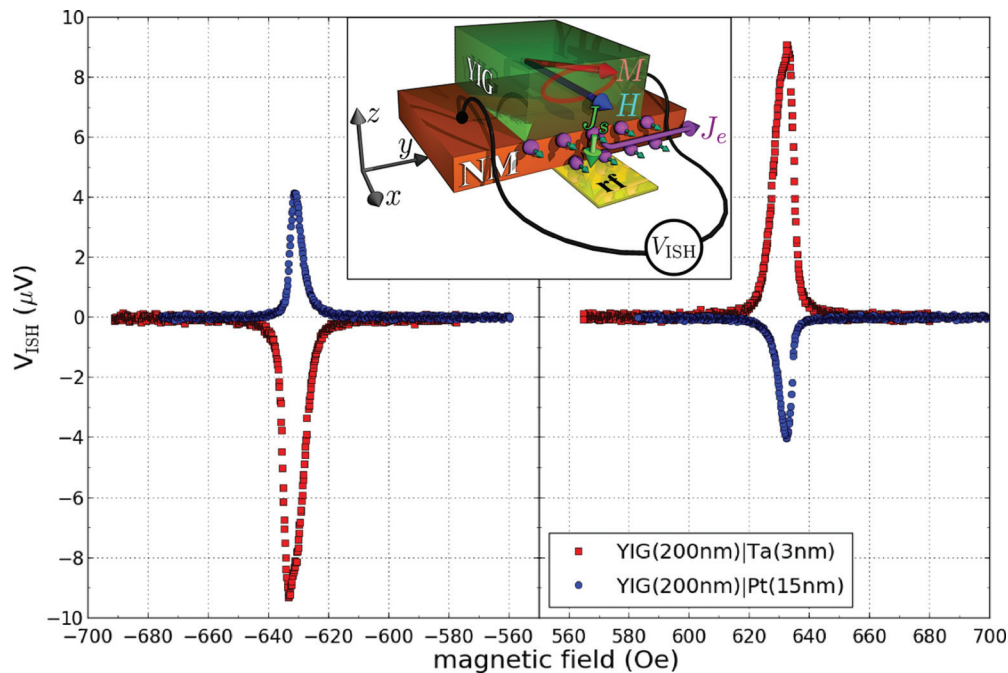 10
8
6
4
2
0
−2
−4
−6
−8
−10
V_ISH (μV)
YIG
M
H
J_s
J_e
NM
rf
z
y
x
V_ISH
YIG(200nm)|Ta(3nm)
YIG(200nm)|Pt(15nm)
−700 −680 −660 −640 −620 −600 −580 −560 560 580 600 620 640 660 680 700
magnetic field (Oe)